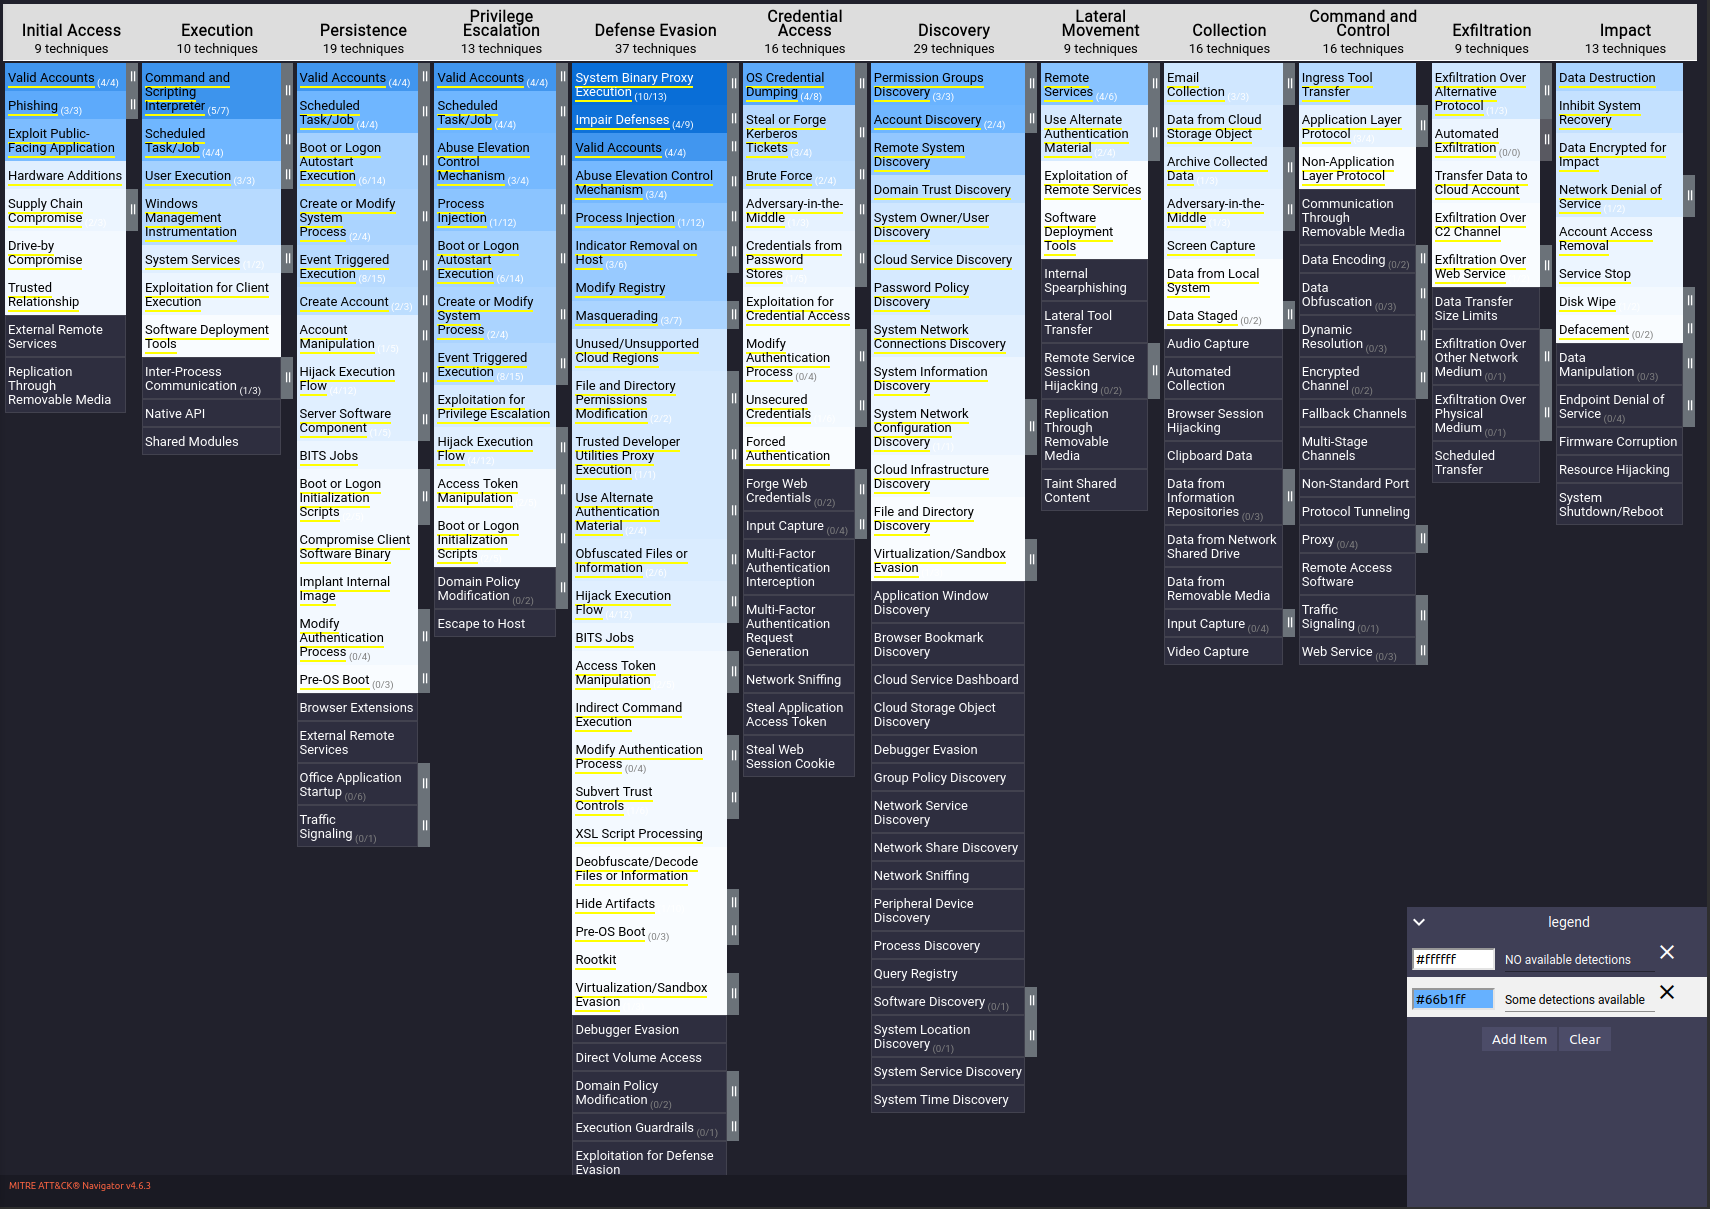 Initial Access
9 techniques
Valid Accounts (4/4)
Phishing (3/3)
Exploit Public-
Facing Application
Hardware Additions
Supply Chain
Compromise
Drive-by
Compromise
Trusted
Relationship
External Remote
Services
Replication
Through
Removable Media
Execution
10 techniques
Command and
Scripting
Interpreter (5/7)
Scheduled
Task/Job (4/4)
User Execution (3/3)
Windows
Management
Instrumentation
System Services (1/2)
Exploitation for Client
Execution
Software Deployment
Tools
Inter-Process
Communication (1/3)
Native API
Shared Modules
Persistence
19 techniques
Valid Accounts (4/4)
Scheduled
Task/Job (4/4)
Boot or Logon
Autostart
Execution (6/14)
Create or Modify
System
Process (2/4)
Event Triggered
Execution (8/15)
Create Account (2/3)
Account
Manipulation (1/5)
Hijack Execution
Flow (4/12)
Server Software
Component (1/5)
BITS Jobs
Boot or Logon
Initialization
Scripts
Compromise Client
Software Binary
Implant Internal
Image
Modify
Authentication
Process (0/4)
Pre-OS Boot (0/3)
Browser Extensions
External Remote
Services
Office Application
Startup (0/6)
Traffic
Signaling (0/1)
Privilege
Escalation
13 techniques
Valid Accounts (4/4)
Scheduled
Task/Job (4/4)
Abuse Elevation
Control
Mechanism (3/4)
Process
Injection (1/12)
Boot or Logon
Autostart
Execution (6/14)
Create or Modify
System
Process (2/4)
Event Triggered
Execution (8/15)
Exploitation for
Privilege Escalation
Hijack Execution
Flow (4/12)
Access Token
Manipulation
Boot or Logon
Initialization
Scripts
Domain Policy
Modification (0/2)
Escape to Host
Defense Evasion
37 techniques
System Binary Proxy
Execution (10/13)
Impair Defenses (4/9)
Valid Accounts (4/4)
Abuse Elevation Control
Mechanism (3/4)
Process Injection (1/12)
Indicator Removal on
Host (3/6)
Modify Registry
Masquerading (3/7)
Unused/Unsupported
Cloud Regions
File and Directory
Permissions
Modification (2/2)
Trusted Developer
Utilities Proxy
Execution (1/1)
Use Alternate
Authentication
Material (2/4)
Obfuscated Files or
Information (2/6)
Hijack Execution
Flow (4/12)
BITS Jobs
Access Token
Manipulation
Indirect Command
Execution
Modify Authentication
Process (0/4)
Subvert Trust
Controls
XSL Script Processing
Deobfuscate/Decode
Files or Information
Hide Artifacts
Pre-OS Boot (0/3)
Rootkit
Virtualization/Sandbox
Evasion
Debugger Evasion
Direct Volume Access
Domain Policy
Modification (0/2)
Execution Guardrails (0/1)
Exploitation for Defense
Evasion
Credential
Access
16 techniques
OS Credential
Dumping (4/8)
Steal or Forge
Kerberos
Tickets (3/4)
Brute Force (2/4)
Adversary-in-the-
Middle
Credentials from
Password
Stores
Exploitation for
Credential Access
Modify
Authentication
Process (0/4)
Unsecured
Credentials
Forced
Authentication
Forge Web
Credentials (0/2)
Input Capture (0/4)
Multi-Factor
Authentication
Interception
Multi-Factor
Authentication
Request
Generation
Network Sniffing
Steal Application
Access Token
Steal Web
Session Cookie
Discovery
29 techniques
Permission Groups
Discovery (3/3)
Account Discovery (2/4)
Remote System
Discovery
Domain Trust Discovery
System Owner/User
Discovery
Cloud Service Discovery
Password Policy
Discovery
System Network
Connections Discovery
System Information
Discovery
System Network
Configuration
Discovery
Cloud Infrastructure
Discovery
File and Directory
Discovery
Virtualization/Sandbox
Evasion
Application Window
Discovery
Browser Bookmark
Discovery
Cloud Service Dashboard
Cloud Storage Object
Discovery
Debugger Evasion
Group Policy Discovery
Network Service
Discovery
Network Share Discovery
Network Sniffing
Peripheral Device
Discovery
Process Discovery
Query Registry
Software Discovery (0/1)
System Location
Discovery (0/1)
System Service Discovery
System Time Discovery
Lateral
Movement
9 techniques
Remote
Services (4/6)
Use Alternate
Authentication
Material (2/4)
Exploitation of
Remote Services
Software
Deployment
Tools
Internal
Spearphishing
Lateral Tool
Transfer
Remote Service
Session
Hijacking (0/2)
Replication
Through
Removable
Media
Taint Shared
Content
Collection
16 techniques
Email
Collection (3/3)
Data from Cloud
Storage Object
Archive Collected
Data (1/3)
Adversary-in-the-
Middle
Screen Capture
Data from Local
System
Data Staged (0/2)
Audio Capture
Automated
Collection
Browser Session
Hijacking
Clipboard Data
Data from
Information
Repositories (0/3)
Data from Network
Shared Drive
Data from
Removable Media
Input Capture (0/4)
Video Capture
Command and
Control
16 techniques
Ingress Tool
Transfer
Application Layer
Protocol
Non-Application
Layer Protocol
Communication
Through
Removable Media
Data Encoding (0/2)
Data
Obfuscation (0/3)
Dynamic
Resolution (0/3)
Encrypted
Channel (0/2)
Fallback Channels
Multi-Stage
Channels
Non-Standard Port
Protocol Tunneling
Proxy (0/4)
Remote Access
Software
Traffic
Signaling (0/1)
Web Service (0/3)
Exfiltration
9 techniques
Exfiltration Over
Alternative
Protocol (1/3)
Automated
Exfiltration (0/0)
Transfer Data to
Cloud Account
Exfiltration Over
C2 Channel
Exfiltration Over
Web Service
Data Transfer
Size Limits
Exfiltration Over
Other Network
Medium (0/1)
Exfiltration Over
Physical
Medium (0/1)
Scheduled
Transfer
Impact
13 techniques
Data Destruction
Inhibit System
Recovery
Data Encrypted for
Impact
Network Denial of
Service (1/2)
Account Access
Removal
Service Stop
Disk Wipe
Defacement (0/2)
Data
Manipulation (0/3)
Endpoint Denial of
Service (0/4)
Firmware Corruption
Resource Hijacking
System
Shutdown/Reboot
legend
#ffffff NO available detections
#66b1ff Some detections available
Add Item Clear
MITRE ATT&CK® Navigator v4.6.3